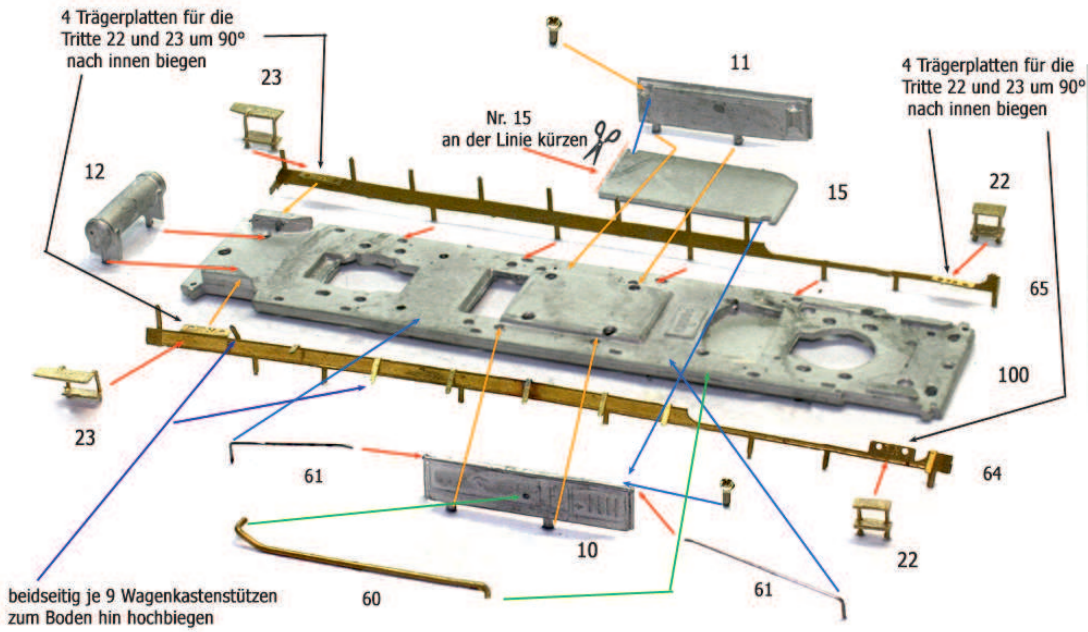 4 Trägerplatten für die
Tritte 22 und 23 um 90°
nach innen biegen
23
11
4 Trägerplatten für die
Tritte 22 und 23 um 90°
nach innen biegen
Nr. 15
an der Linie kürzen
12
15
22
65
100
23
61
64
10
22
60
61
beidseitig je 9 Wagenkastenstützen
zum Boden hin hochbiegen